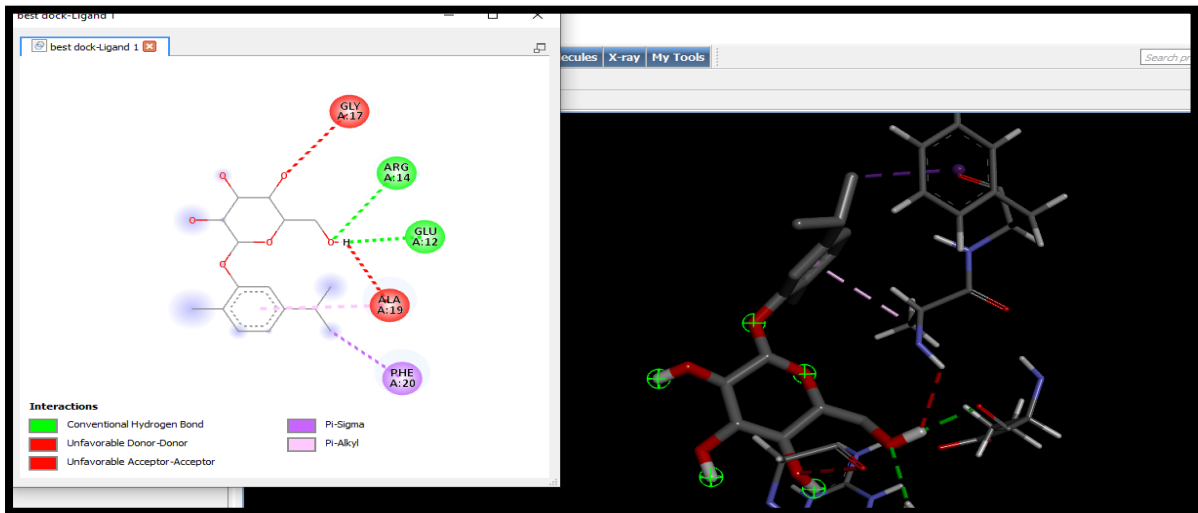 best dock-Ligand 1
best dock-Ligand 1
ecules X-ray My Tools
Search pr
GLY
A:17
ARG
A:14
GLU
A:12
ALA
A:19
PHE
A:20
O
O
O
O
O
O H
Interactions
Conventional Hydrogen Bond
Unfavorable Donor-Donor
Unfavorable Acceptor-Acceptor
Pi-Sigma
Pi-Alkyl